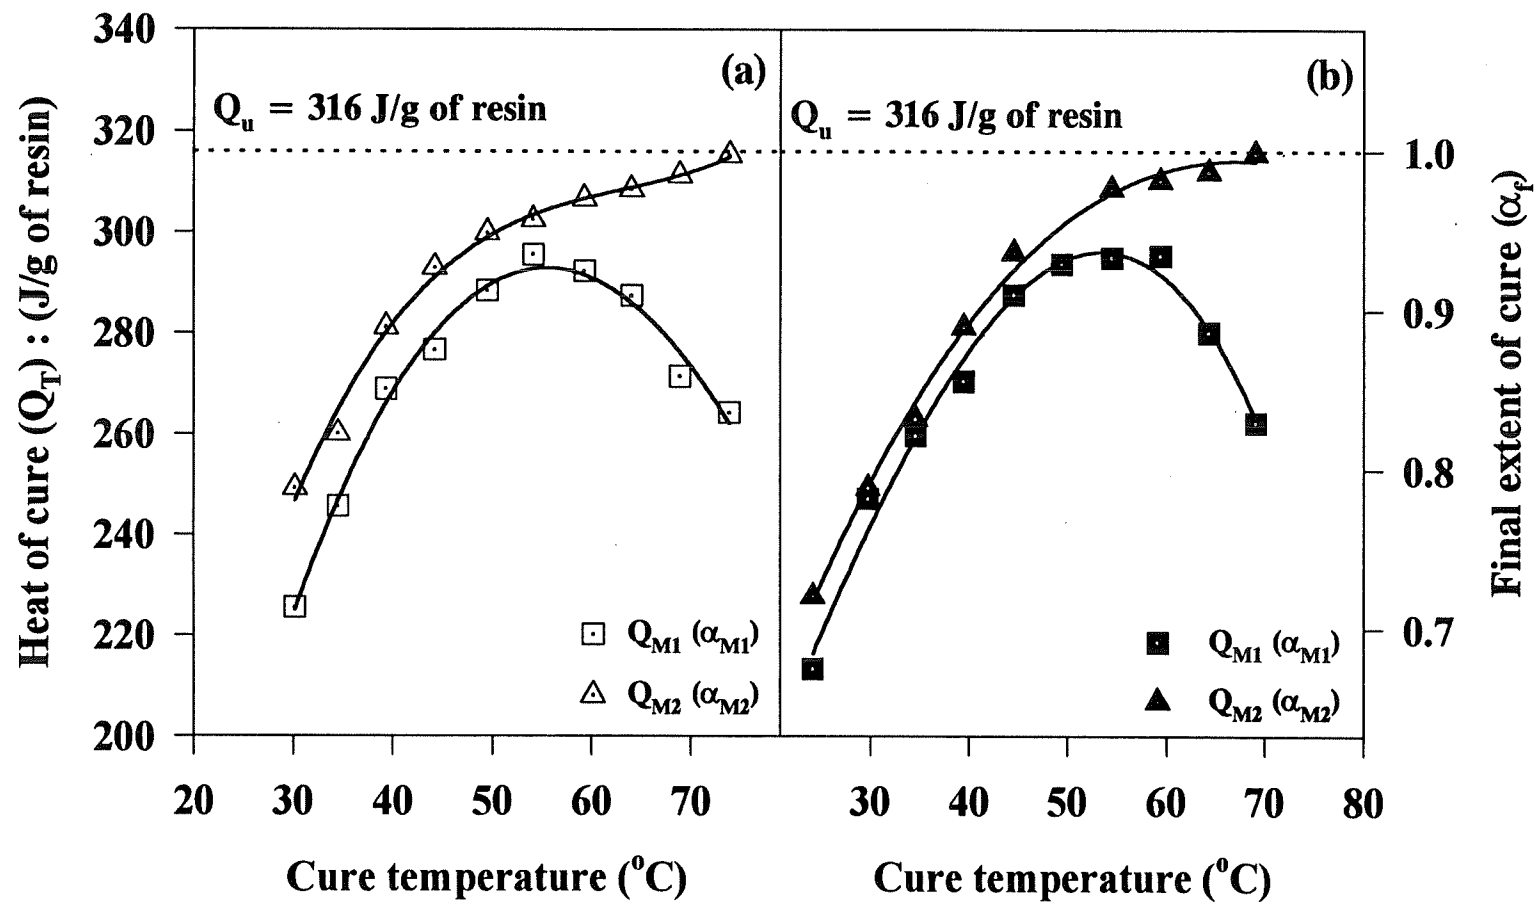 Heat of cure (Q_T) : (J/g of resin)
340
320
300
280
260
240
220
200
(a)
Q_u = 316 J/g of resin
Q_M1 (α_M1)
Q_M2 (α_M2)
20 30 40 50 60 70
Cure temperature (°C)
(b)
Q_u = 316 J/g of resin
Q_M1 (α_M1)
Q_M2 (α_M2)
30 40 50 60 70 80
Cure temperature (°C)
1.0
0.9
0.8
0.7
Final extent of cure (α_f)